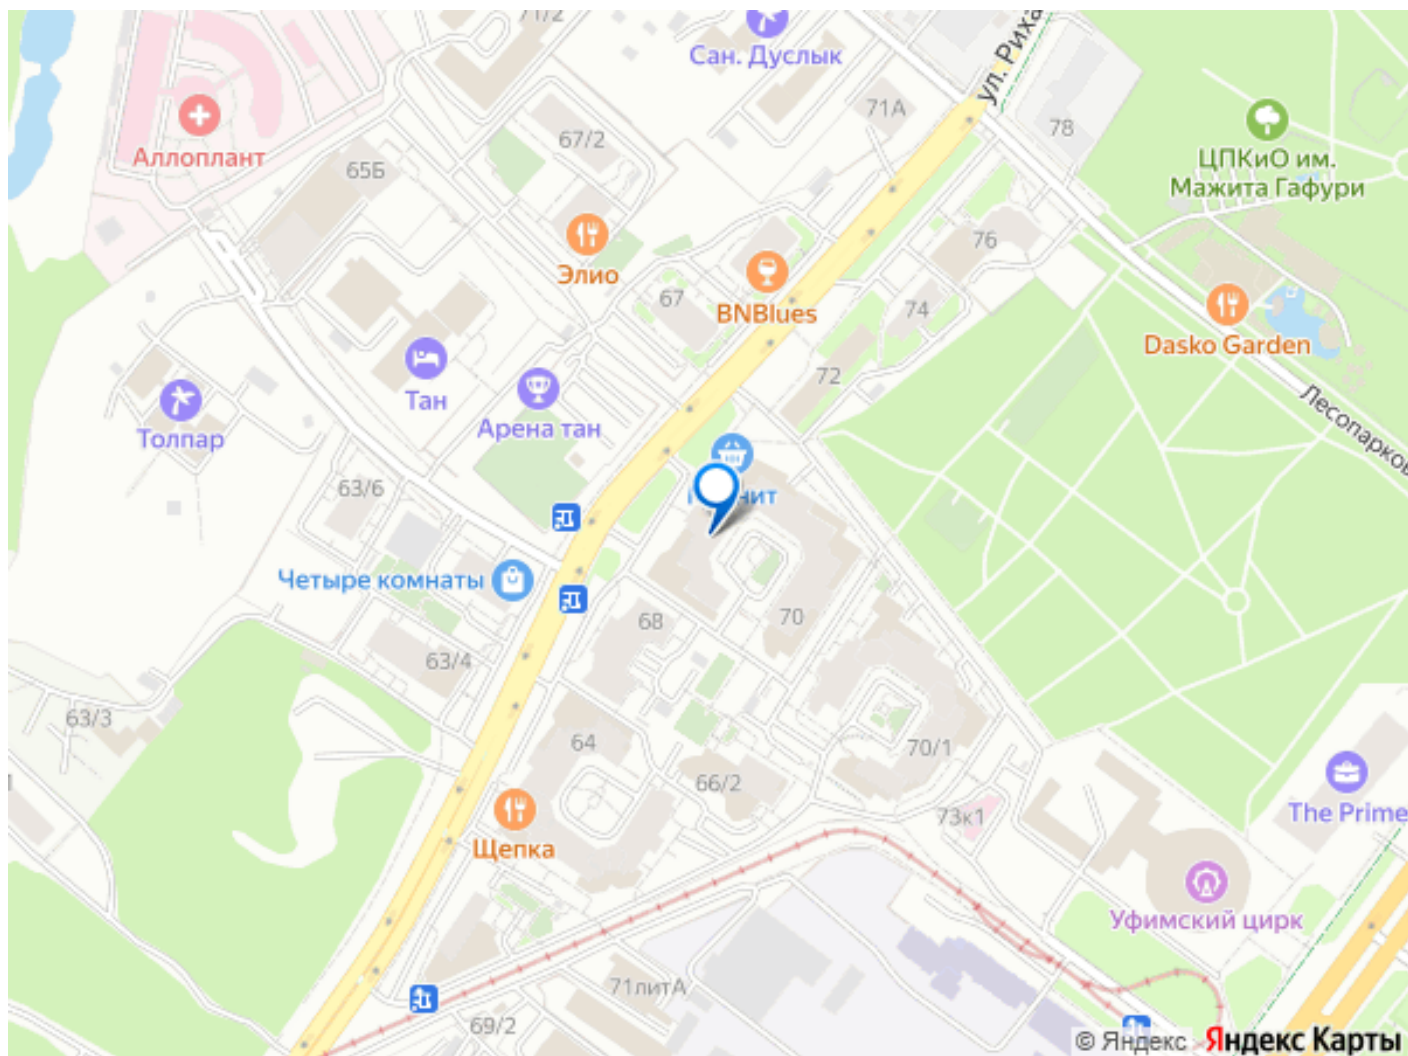 71/2
Сан. Дуслык
ул. Риха
71А
78
ЦПКиО им.
Мажита Гафури
Аллоплант
67/2
65Б
76
Элио
67
BNBlues
74
Dasko Garden
72
Тан
Арена тан
Толпар
Лесопарков
63/6
Четыре комнаты
68
70
63/4
63/3
64
70/1
66/2
73к1
The Prime
Щепка
Уфимский цирк
71литА
69/2
© Яндекс Яндекс Карты